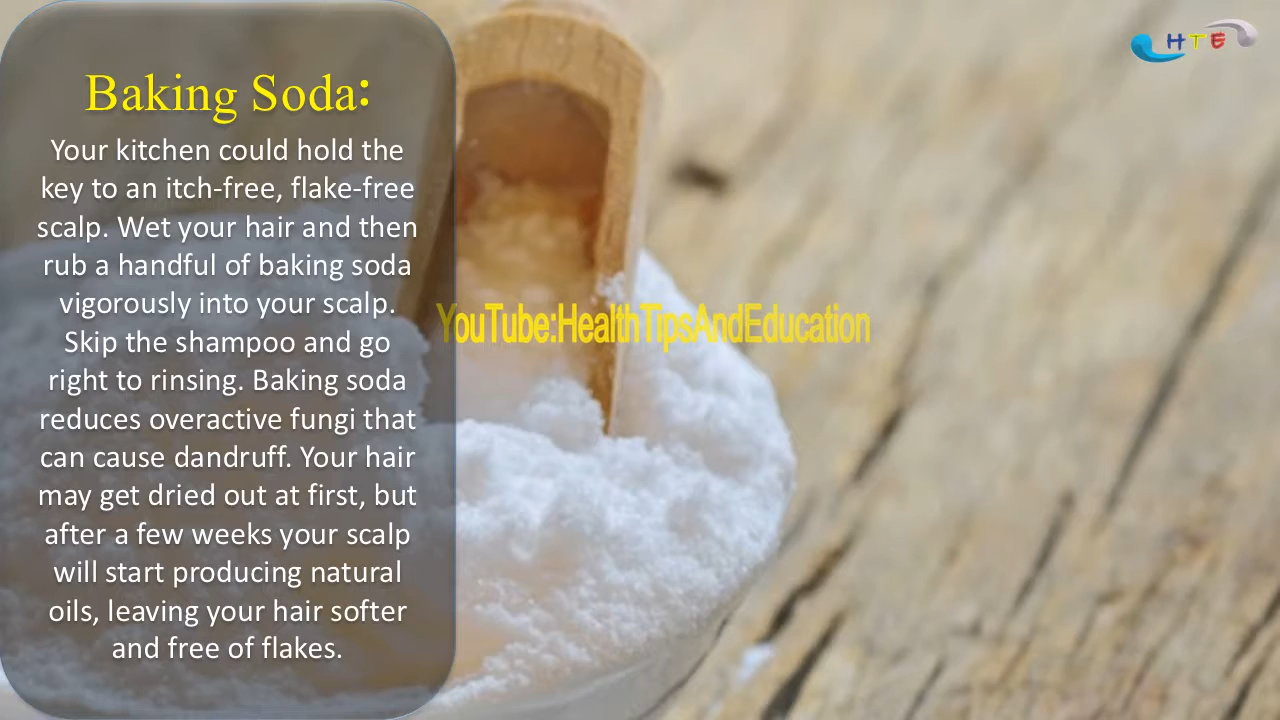 HTE
Baking Soda:
Your kitchen could hold the
key to an itch-free, flake-free
scalp. Wet your hair and then
rub a handful of baking soda
vigorously into your scalp.
Skip the shampoo and go
right to rinsing. Baking soda
reduces overactive fungi that
can cause dandruff. Your hair
may get dried out at first, but
after a few weeks your scalp
will start producing natural
oils, leaving your hair softer
and free of flakes.
YouTube:HealthTipsAndEducation